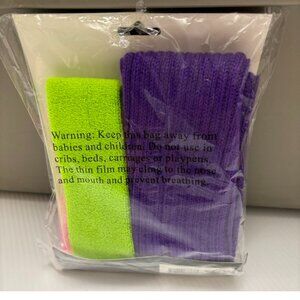 Warning: Keep this bag away from
babies and children! Do not use in
cribs, beds, carriages or playpens.
The thin film may cling to the nose
and mouth and prevent breathing.